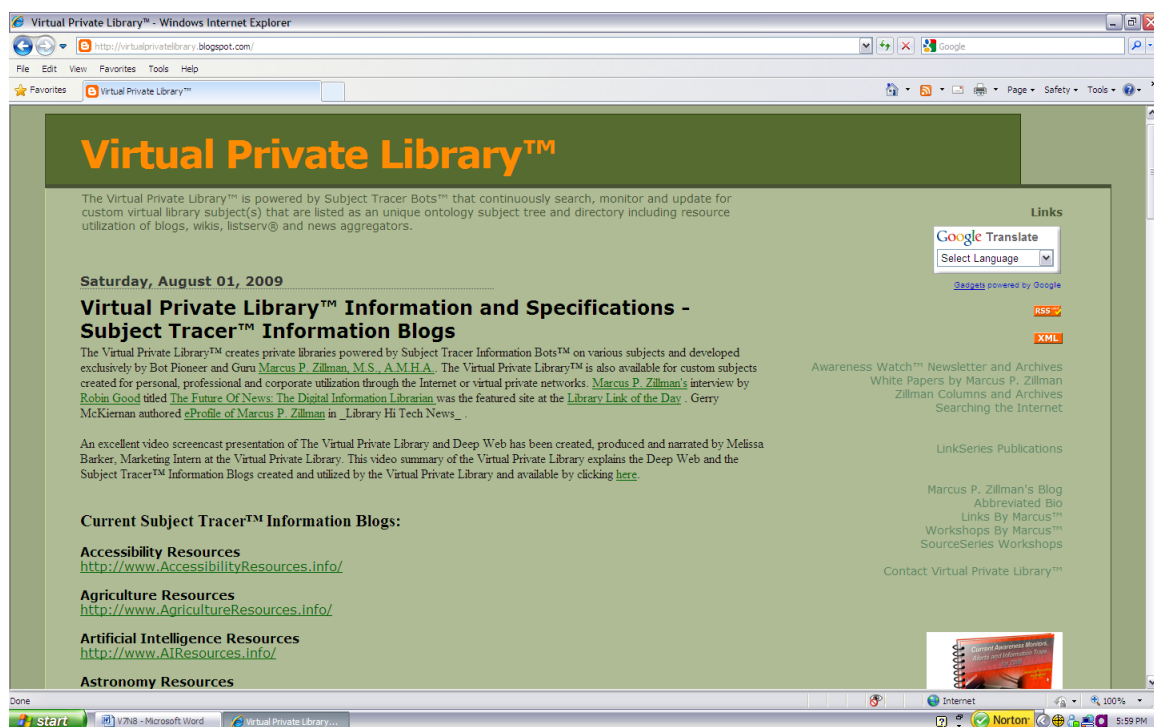 Virtual Private Library™ - Windows Internet Explorer
http://virtualprivatelibrary.blogspot.com/
Google
File Edit View Favorites Tools Help
Favorites
Virtual Private Library™
Page Safety Tools
Virtual Private Library™
The Virtual Private Library™ is powered by Subject Tracer Bots™ that continuously search, monitor and update for
custom virtual library subject(s) that are listed as an unique ontology subject tree and directory including resource
utilization of blogs, wikis, listserv® and news aggregators.
Saturday, August 01, 2009
Virtual Private Library™ Information and Specifications -
Subject Tracer™ Information Blogs
The Virtual Private Library™ creates private libraries powered by Subject Tracer Information Bots™ on various subjects and developed
exclusively by Bot Pioneer and Guru Marcus P. Zillman, M.S., A.M.H.A.. The Virtual Private Library™ is also available for custom subjects
created for personal, professional and corporate utilization through the Internet or virtual private networks. Marcus P. Zillman's interview by
Robin Good titled The Future Of News: The Digital Information Librarian was the featured site at the Library Link of the Day . Gerry
McKiernan authored eProfile of Marcus P. Zillman in _Library Hi Tech News_ .
An excellent video screencast presentation of The Virtual Private Library and Deep Web has been created, produced and narrated by Melissa
Barker, Marketing Intern at the Virtual Private Library. This video summary of the Virtual Private Library explains the Deep Web and the
Subject Tracer™ Information Blogs created and utilized by the Virtual Private Library and available by clicking here.
Current Subject Tracer™ Information Blogs:
Accessibility Resources
http://www.AccessibilityResources.info/
Agriculture Resources
http://www.AgricultureResources.info/
Artificial Intelligence Resources
http://www.AIResources.info/
Astronomy Resources
Links
Google Translate
Select Language
Gadgets powered by Google
RSS
XML
Awareness Watch™ Newsletter and Archives
White Papers by Marcus P. Zillman
Zillman Columns and Archives
Searching the Internet
LinkSeries Publications
Marcus P. Zillman's Blog
Abbreviated Bio
Links By Marcus™
Workshops By Marcus™
SourceSeries Workshops
Contact Virtual Private Library™
Current Awareness Monitors,
Alerts and Information Traps
Done
Internet
100%
start
V7N8 - Microsoft Word
Virtual Private Library...
Norton
5:59 PM